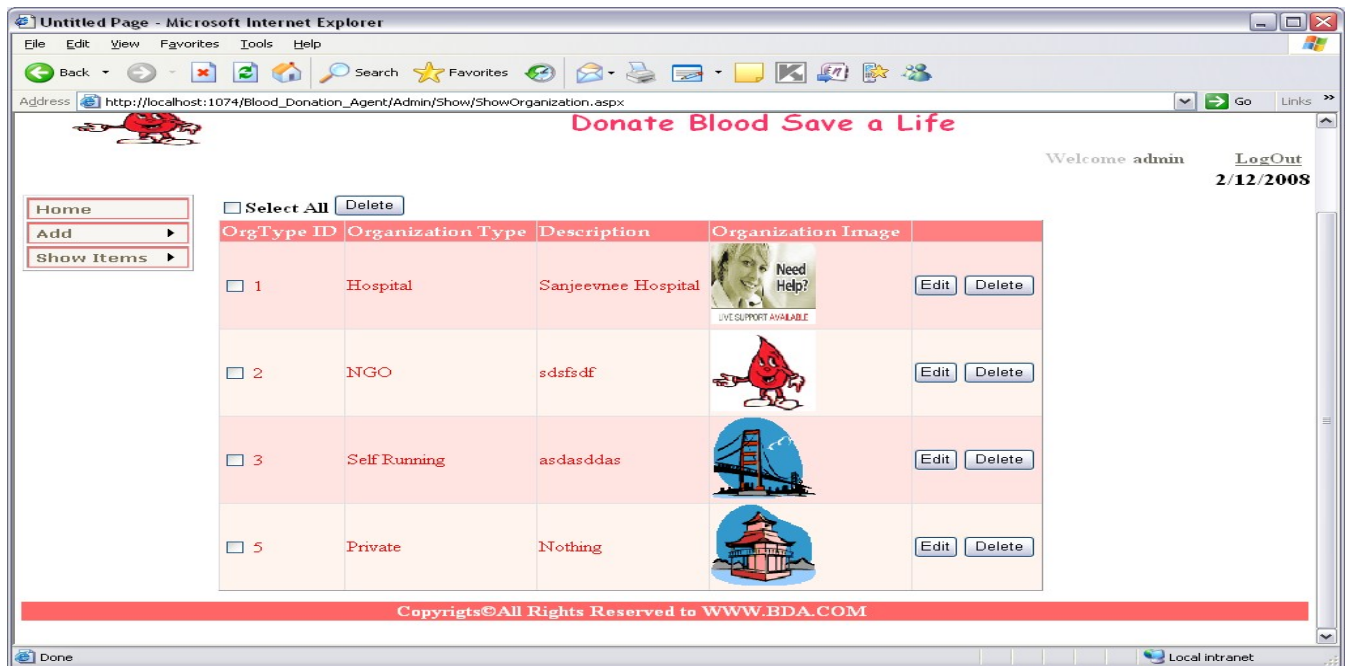 Untitled Page - Microsoft Internet Explorer
File Edit View Favorites Tools Help
Back Search Favorites
Address http://localhost:1074/Blood_Donation_Agent/Admin/Show/ShowOrganization.aspx Go Links »
Donate Blood Save a Life
Welcome admin LogOut
2/12/2008
Home
Add
Show Items
Select All Delete
OrgType ID Organization Type Description Organization Image
1 Hospital Sanjeevnee Hospital Need Help? LIVE SUPPORT AVAILABLE Edit Delete
2 NGO sdsfsdf Edit Delete
3 Self Running asdasddas Edit Delete
5 Private Nothing Edit Delete
Copyrigts©All Rights Reserved to WWW.BDA.COM
Done Local intranet